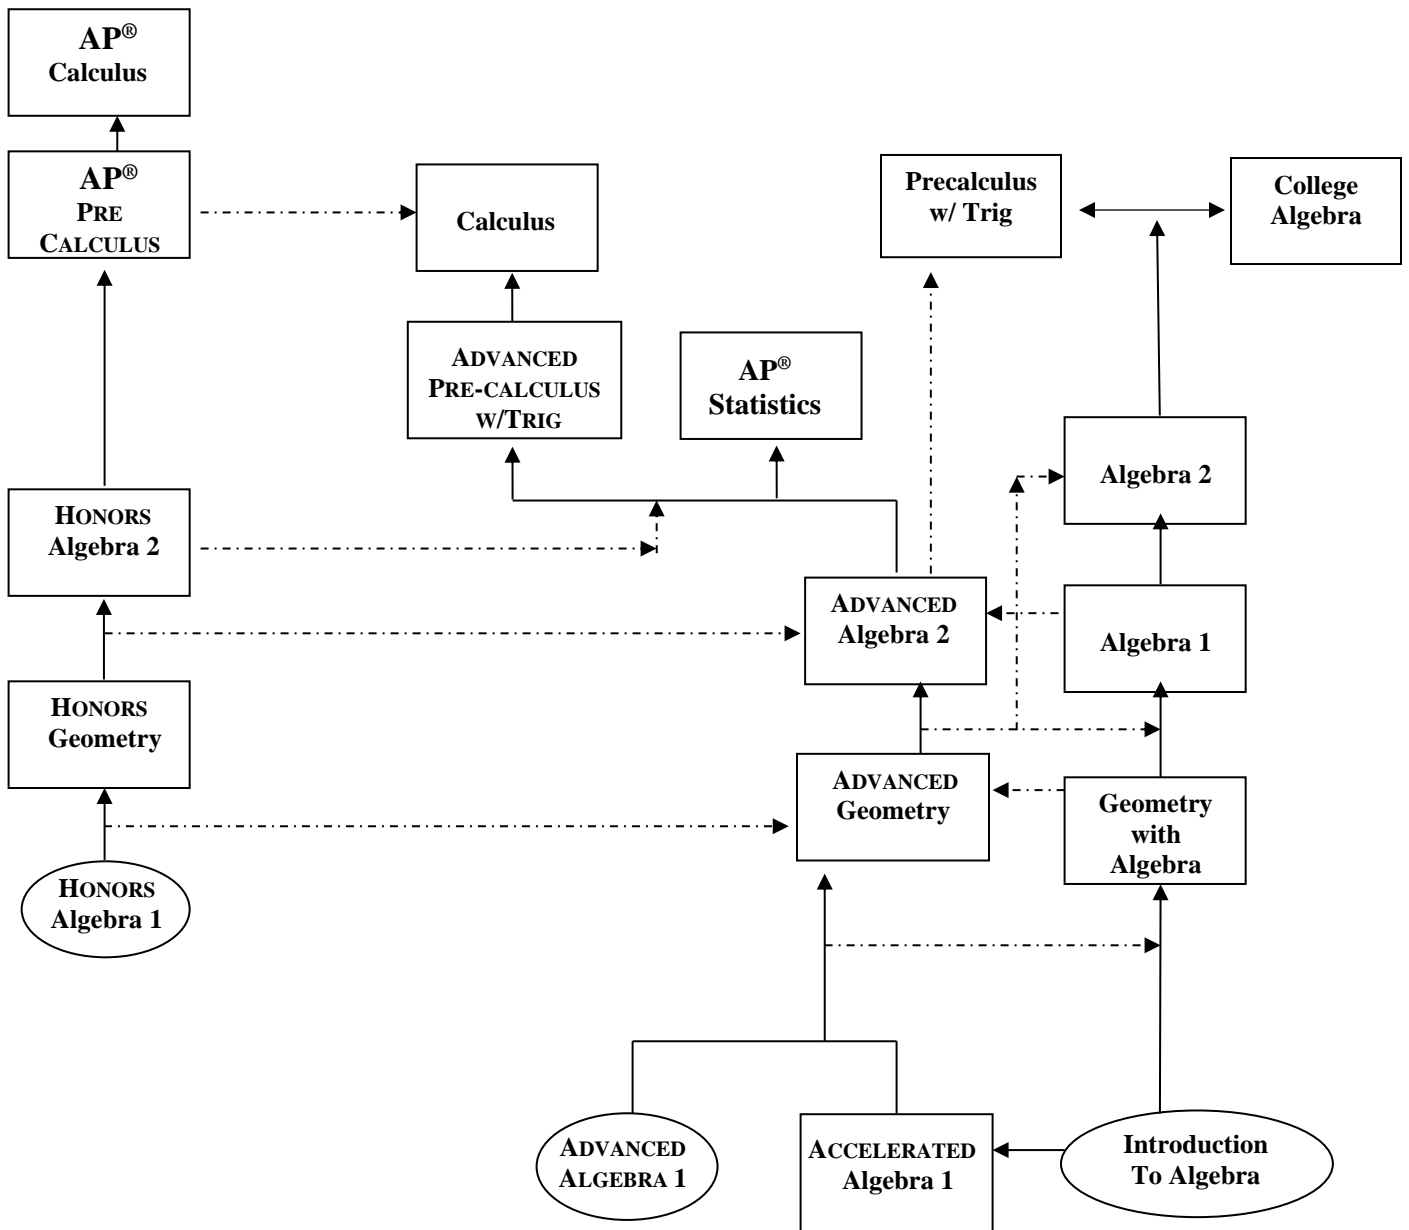 AP®
Calculus
AP®
PRE
CALCULUS
Calculus
Precalculus
w/ Trig
College
Algebra
ADVANCED
PRE-CALCULUS
W/TRIG
AP®
Statistics
Algebra 2
HONORS
Algebra 2
ADVANCED
Algebra 2
Algebra 1
HONORS
Geometry
ADVANCED
Geometry
Geometry
with
Algebra
HONORS
Algebra 1
ADVANCED
ALGEBRA 1
ACCELERATED
Algebra 1
Introduction
To Algebra